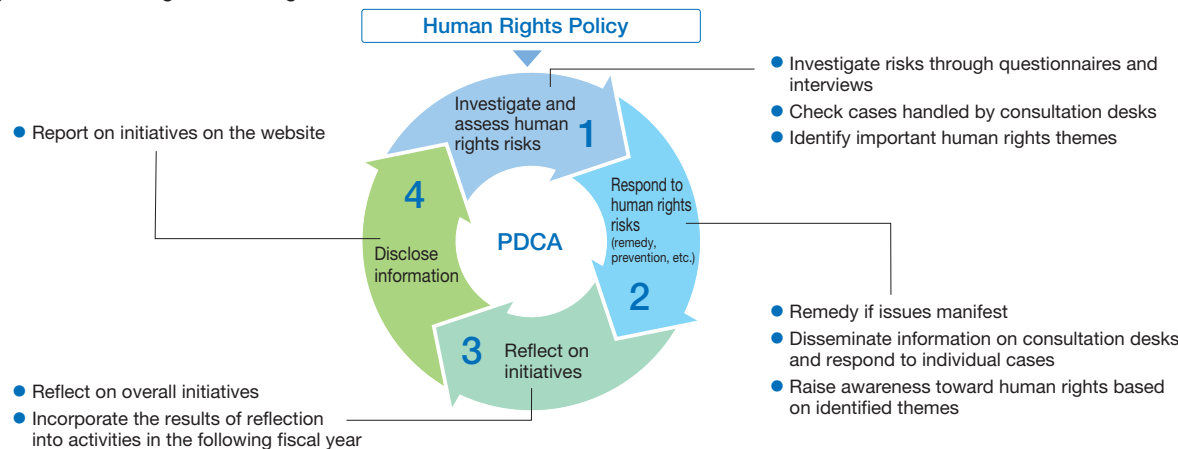 Human Rights Policy
Investigate and
assess human
rights risks
1
● Investigate risks through questionnaires and
interviews
● Check cases handled by consultation desks
● Identify important human rights themes
Respond to
human rights
risks
(remedy,
prevention, etc.)
2
● Remedy if issues manifest
● Disseminate information on consultation desks
and respond to individual cases
● Raise awareness toward human rights based
on identified themes
3
Reflect on
initiatives
● Reflect on overall initiatives
● Incorporate the results of reflection
into activities in the following fiscal year
4
Disclose
information
● Report on initiatives on the website
PDCA